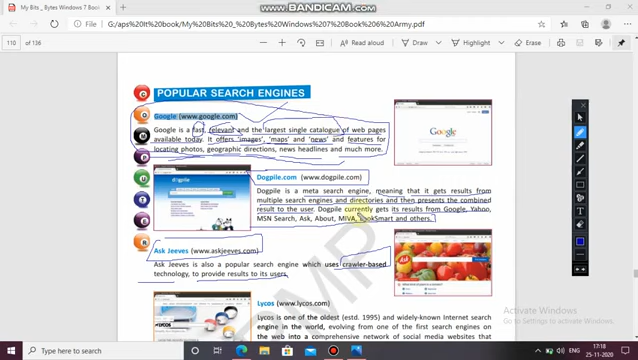 WWW.BANDICAM.COM
My Bits _ Bytes Windows 7 Book
G:/aps It book/My%20Bits%20_%20Bytes%20Windows%207%20Book%206%20Army.pdf
110 of 136
Read aloud
Draw
Highlight
Erase
POPULAR SEARCH ENGINES
Google (www.google.com)
Google is a fast, relevant and the largest single catalogue of web pages
available today. It offers 'images', 'maps' and 'news' and features for
locating photos, geographic directions, news headlines and much more.
Google
Dogpile.com (www.dogpile.com)
dogpile
Dogpile is a meta search engine, meaning that it gets results from
multiple search engines and directories and then presents the combined
result to the user. Dogpile currently gets its results from Google, Yahoo,
MSN Search, Ask, About, MIVA, LookSmart and others.
Ask Jeeves (www.askjeeves.com)
Ask Jeeves is also a popular search engine which uses crawler-based
technology, to provide results to its users.
C
O
M
P
U
T
E
R
Lycos (www.lycos.com)
LYCOS
Lycos is one of the oldest (estd. 1995) and widely-known Internet search
engine in the world, evolving from one of the first search engines on
the web into a comprehensive network of social media websites that
Activate Windows
Go to Settings to activate Windows.
Type here to search
ENG
17:18
25-11-2020